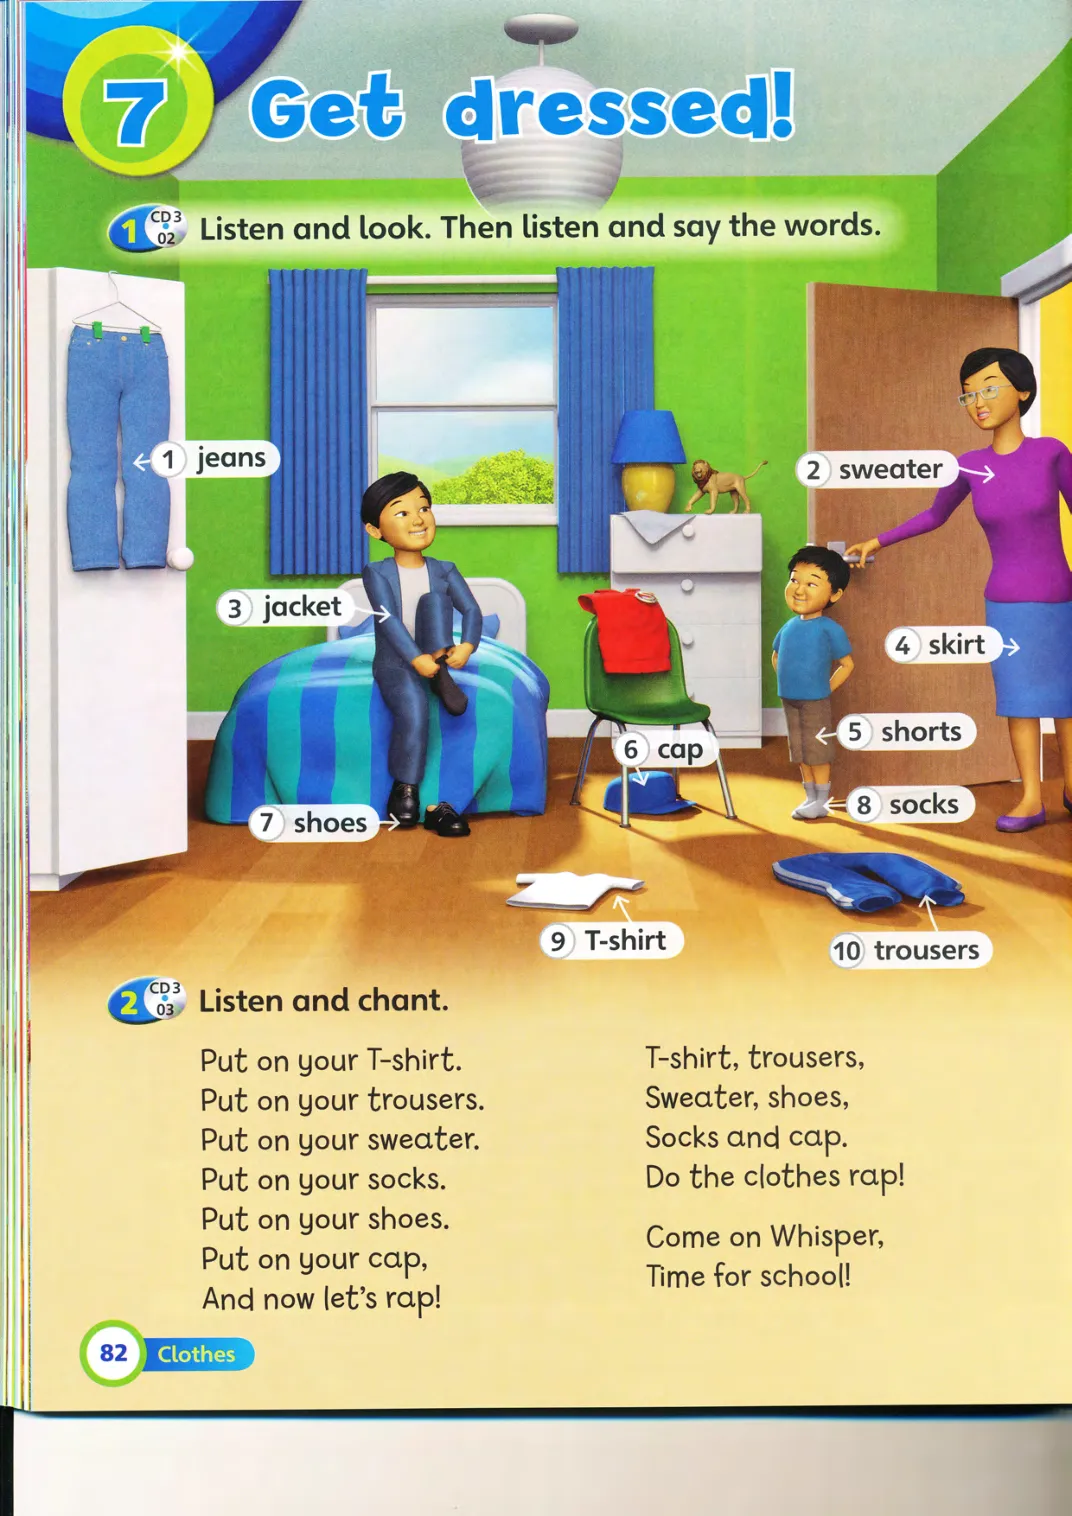 7 Get dressed!
1 CD 3 02 Listen and look. Then listen and say the words.
1 jeans
2 sweater
3 jacket
4 skirt
5 shorts
6 cap
7 shoes
8 socks
9 T-shirt
10 trousers
2 CD 3 03 Listen and chant.
Put on your T-shirt.
Put on your trousers.
Put on your sweater.
Put on your socks.
Put on your shoes.
Put on your cap,
And now let's rap!
T-shirt, trousers,
Sweater, shoes,
Socks and cap.
Do the clothes rap!
Come on Whisper,
Time for school!
82 Clothes